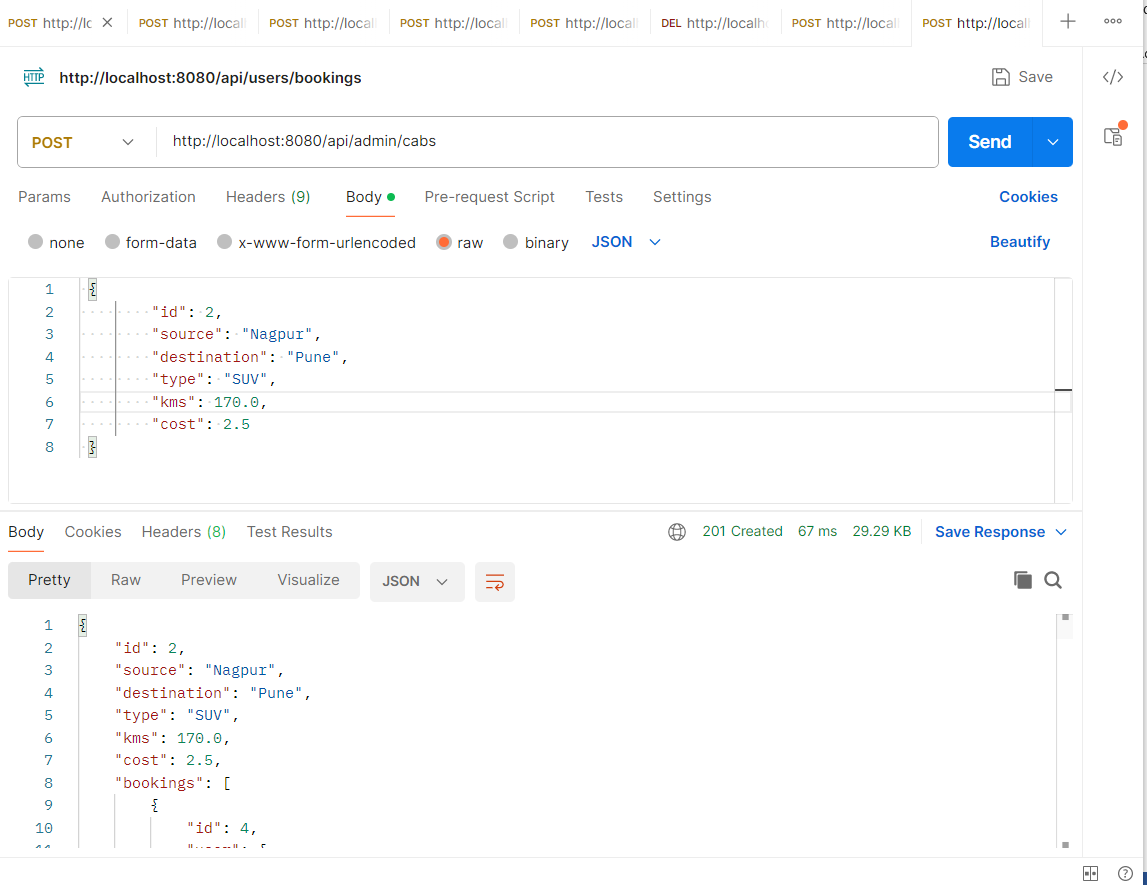 POST http://lc POST http://local POST http://local POST http://local POST http://local DEL http://localh POST http://local POST http://local
HTTP http://localhost:8080/api/users/bookings Save
POST http://localhost:8080/api/admin/cabs Send
Params Authorization Headers (9) Body Pre-request Script Tests Settings Cookies
none form-data x-www-form-urlencoded raw binary JSON Beautify
1 {
2 "id": 2,
3 "source": "Nagpur",
4 "destination": "Pune",
5 "type": "SUV",
6 "kms": 170.0,
7 "cost": 2.5
8 }
Body Cookies Headers (8) Test Results 201 Created 67 ms 29.29 KB Save Response
Pretty Raw Preview Visualize JSON
1 {
2 "id": 2,
3 "source": "Nagpur",
4 "destination": "Pune",
5 "type": "SUV",
6 "kms": 170.0,
7 "cost": 2.5,
8 "bookings": [
9 {
10 "id": 4,